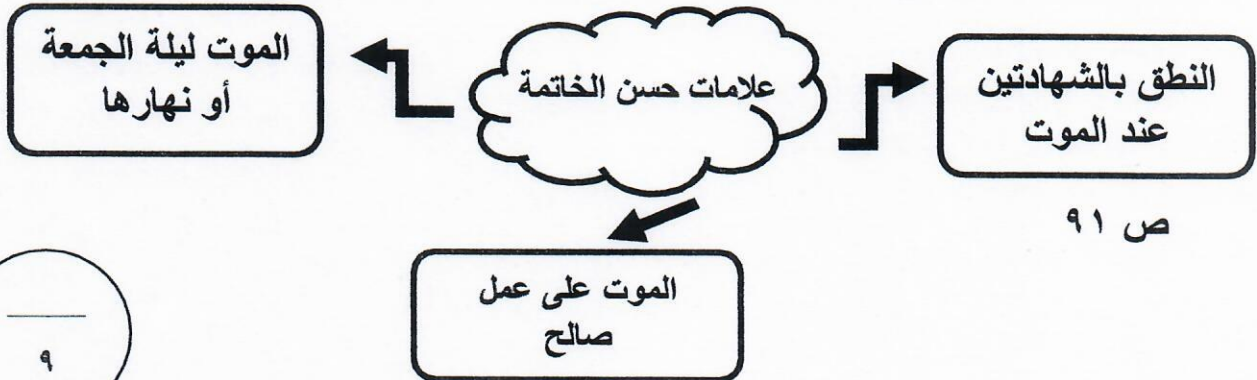 علامات حسن الخاتمة
النطق بالشهادتين
عند الموت
الموت ليلة الجمعة
أو نهارها
ص ٩١
الموت على عمل
صالح
٩